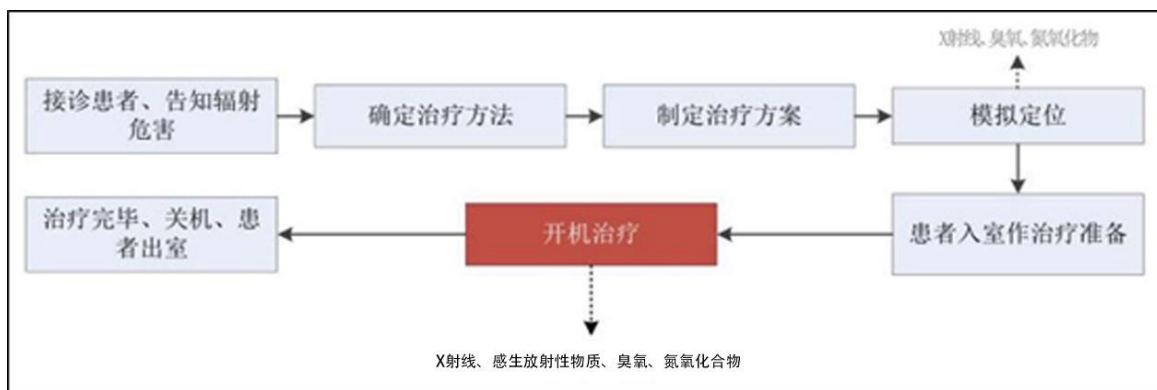 X射线、臭氧、氮氧化物
接诊患者、告知辐射
危害
确定治疗方法
制定治疗方案
模拟定位
治疗完毕、关机、患
者出室
开机治疗
患者入室作治疗准备
X射线、感生放射性物质、臭氧、氮氧化合物